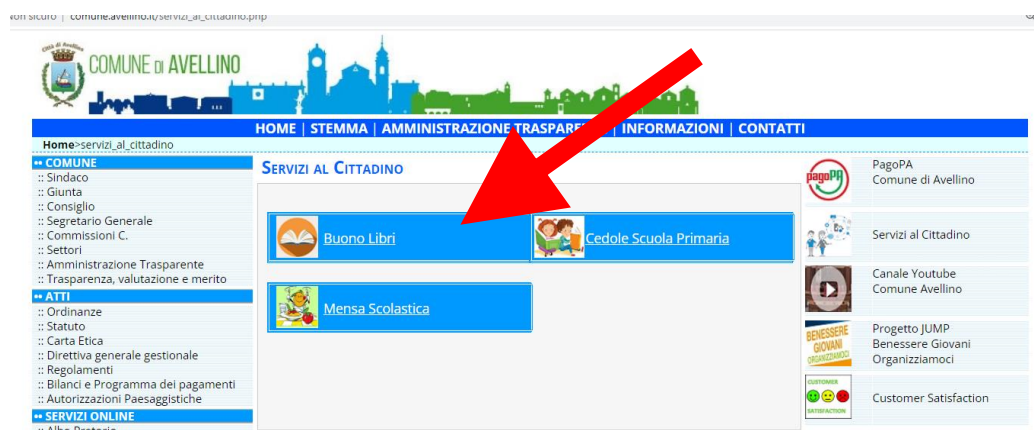 Non sicuro | comune.avellino.it/servizi_al_cittadino.php
COMUNE DI AVELLINO
HOME | STEMMA | AMMINISTRAZIONE TRASPARE | INFORMAZIONI | CONTATTI
Home>servizi_al_cittadino
•• COMUNE
:: Sindaco
:: Giunta
:: Consiglio
:: Segretario Generale
:: Commissioni C.
:: Settori
:: Amministrazione Trasparente
:: Trasparenza, valutazione e merito
•• ATTI
:: Ordinanze
:: Statuto
:: Carta Etica
:: Direttiva generale gestionale
:: Regolamenti
:: Bilanci e Programma dei pagamenti
:: Autorizzazioni Paesaggistiche
•• SERVIZI ONLINE
:: Albo Pretorio
SERVIZI AL CITTADINO
Buono Libri
Cedole Scuola Primaria
Mensa Scolastica
pagoPA
PagoPA
Comune di Avellino
Servizi al Cittadino
Canale Youtube
Comune Avellino
BENESSERE
GIOVANI
ORGANIZZIAMOCI
Progetto JUMP
Benessere Giovani
Organizziamoci
CUSTOMER
SATISFACTION
Customer Satisfaction